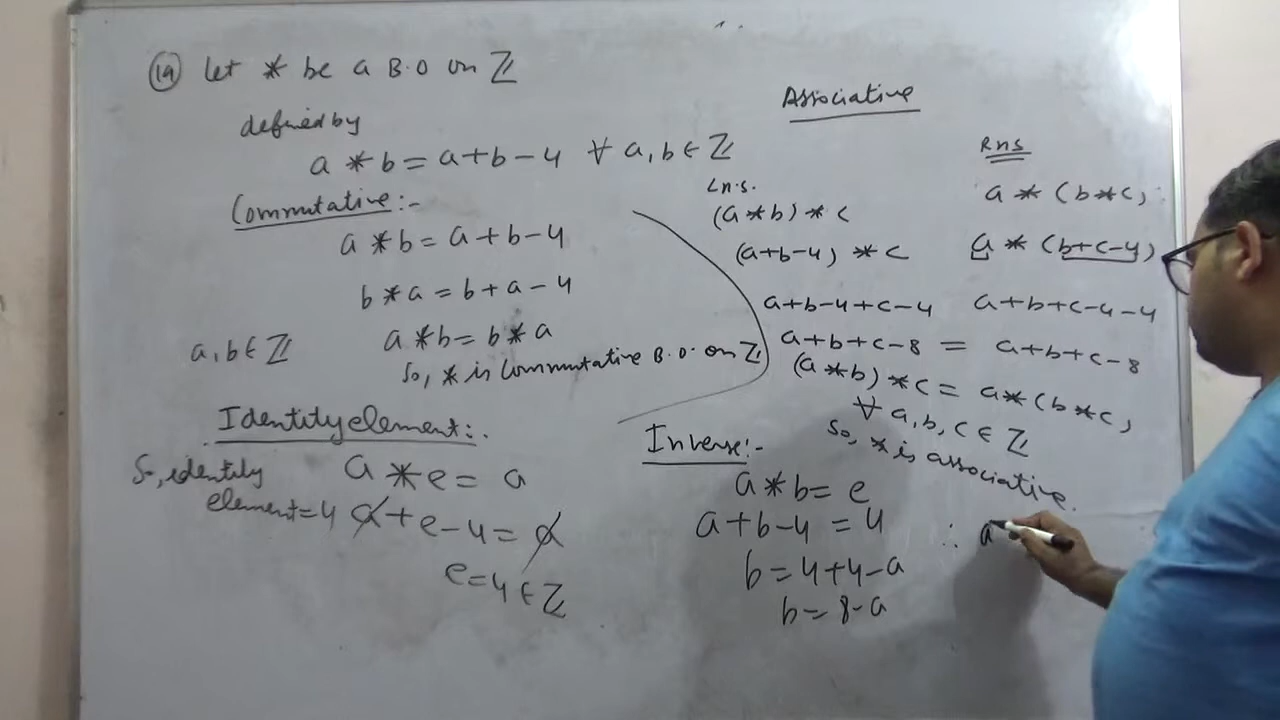 (19) let * be a B.O on ℤ
defined by
a * b = a+b-4 ∀ a,b ∈ ℤ
Commutative:-
a * b = a+b-4
b * a = b+a-4
a * b = b * a
a,b ∈ ℤ
So, * is Commutative B.O. on ℤ
Identity element:-
a * e = a
So, identity
element=4
a+e-4 = a
e=4 ∈ ℤ
Associative
Lhs.
(a * b) * c
(a+b-4) * c
a+b-4+c-4
a+b+c-8 = a+b+c-8
Rhs
a * (b * c)
a * (b+c-4)
a+b+c-4-4
(a * b) * c = a * (b * c)
∀ a,b,c ∈ ℤ
So, * is associative.
Inverse:-
a * b = e
a+b-4 = 4
b = 4+4-a
b = 8-a
∴ a